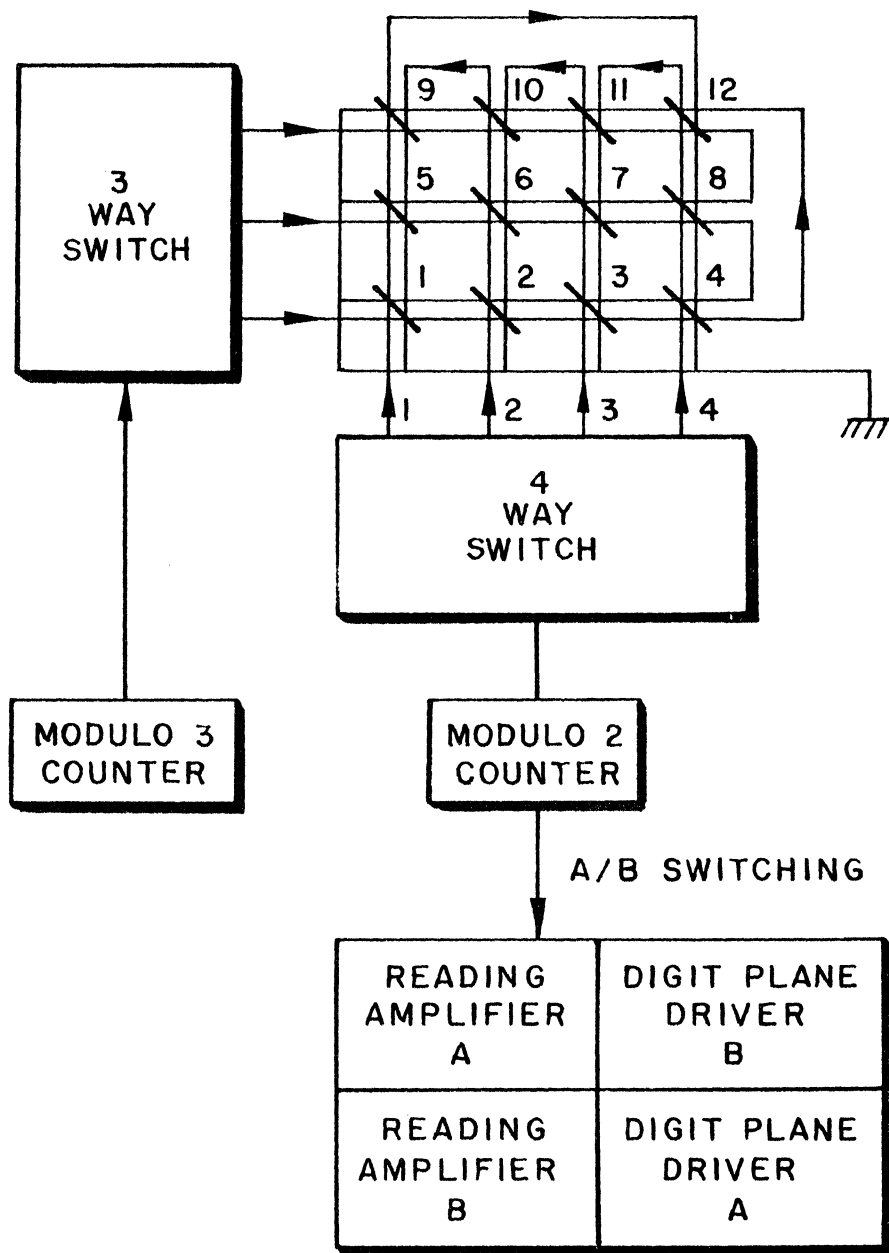 9 10 11 12
5 6 7 8
1 2 3 4
3
WAY
SWITCH
1 2 3 4
4
WAY
SWITCH
MODULO 3
COUNTER
MODULO 2
COUNTER
A/B SWITCHING
READING
AMPLIFIER
A
DIGIT PLANE
DRIVER
B
READING
AMPLIFIER
B
DIGIT PLANE
DRIVER
A